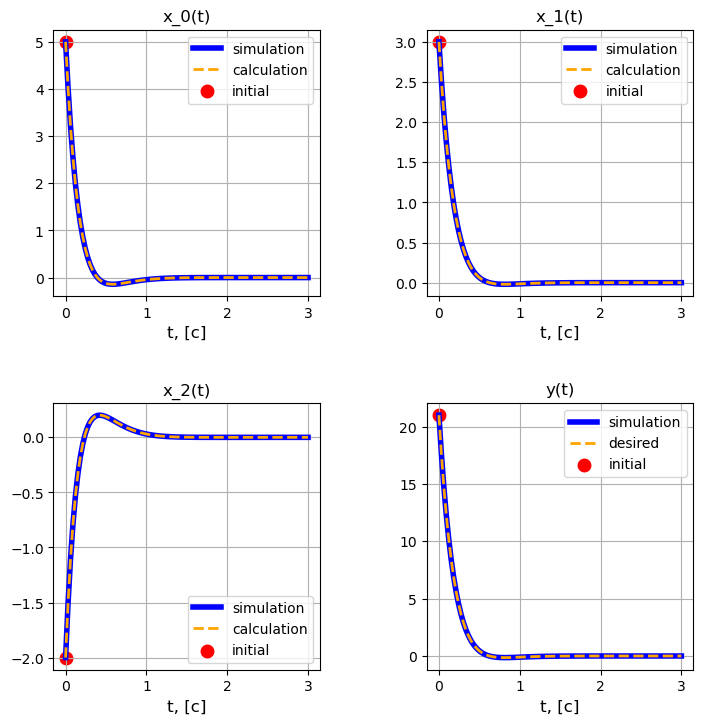 x_0(t)
5
4
3
2
1
0
simulation
calculation
initial
0
1
2
3
t, [c]
x_1(t)
3.0
2.5
2.0
1.5
1.0
0.5
0.0
simulation
calculation
initial
0
1
2
3
t, [c]
x_2(t)
0.0
−0.5
−1.0
−1.5
−2.0
simulation
calculation
initial
0
1
2
3
t, [c]
y(t)
20
15
10
5
0
simulation
desired
initial
0
1
2
3
t, [c]